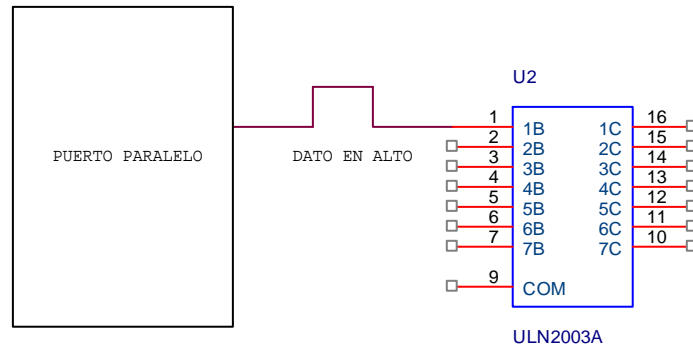 U2
PUERTO PARALELO
DATO EN ALTO
1 1B 1C 16
2 2B 2C 15
3 3B 3C 14
4 4B 4C 13
5 5B 5C 12
6 6B 6C 11
7 7B 7C 10
9 COM
ULN2003A